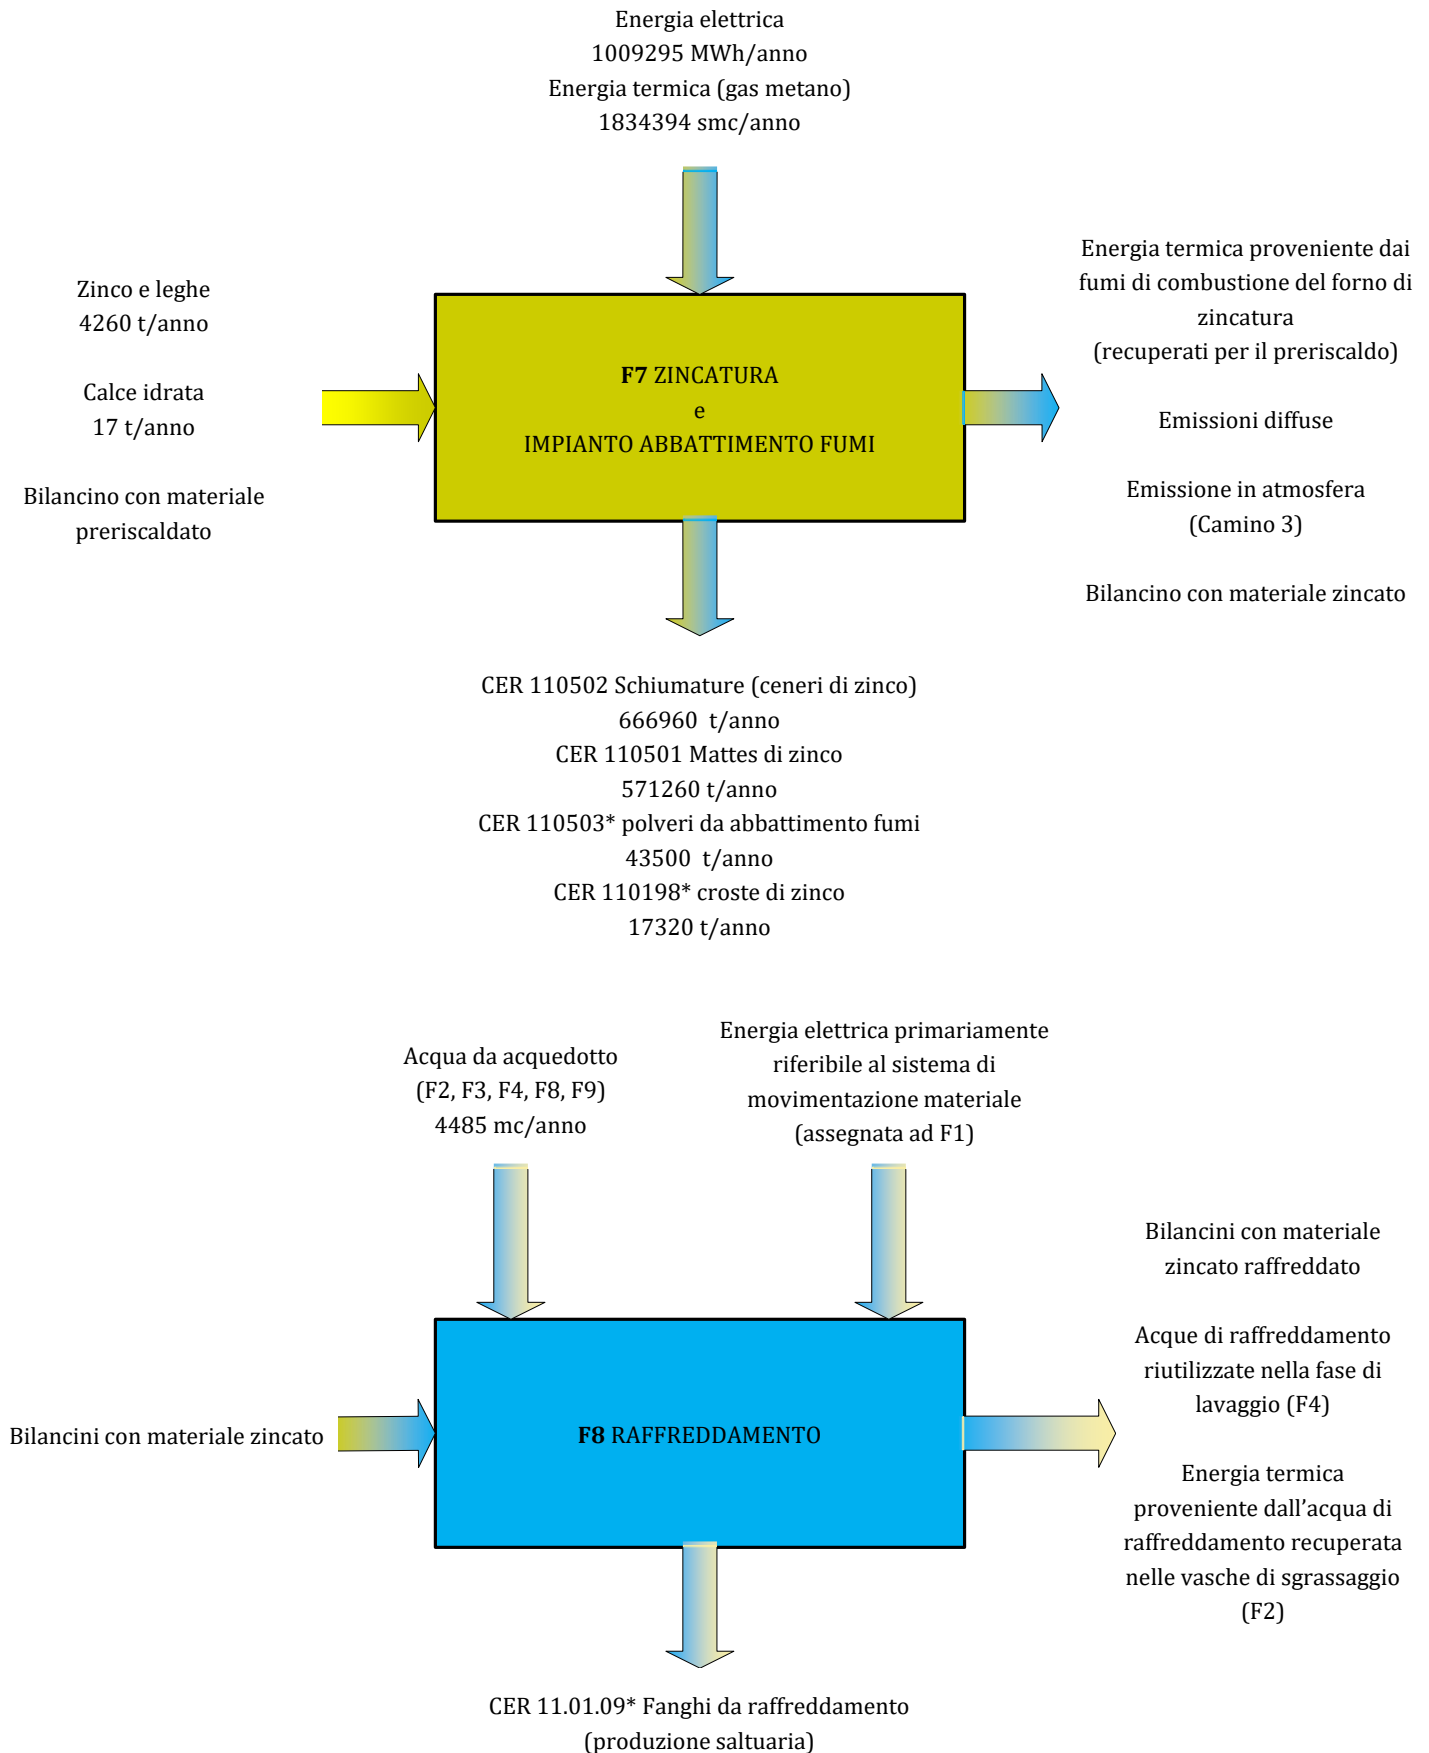 Energia elettrica
1009295 MWh/anno
Energia termica (gas metano)
1834394 smc/anno
Zinco e leghe
4260 t/anno
Calce idrata
17 t/anno
Bilancino con materiale
preriscaldato
F7 ZINCATURA
e
IMPIANTO ABBATTIMENTO FUMI
Energia termica proveniente dai
fumi di combustione del forno di
zincatura
(recuperati per il preriscaldo)
Emissioni diffuse
Emissione in atmosfera
(Camino 3)
Bilancino con materiale zincato
CER 110502 Schiumature (ceneri di zinco)
666960  t/anno
CER 110501 Mattes di zinco
571260 t/anno
CER 110503* polveri da abbattimento fumi
43500  t/anno
CER 110198* croste di zinco
17320 t/anno
Acqua da acquedotto
(F2, F3, F4, F8, F9)
4485 mc/anno
Energia elettrica primariamente
riferibile al sistema di
movimentazione materiale
(assegnata ad F1)
Bilancini con materiale zincato
F8 RAFFREDDAMENTO
Bilancini con materiale
zincato raffreddato
Acque di raffreddamento
riutilizzate nella fase di
lavaggio (F4)
Energia termica
proveniente dall’acqua di
raffreddamento recuperata
nelle vasche di sgrassaggio
(F2)
CER 11.01.09* Fanghi da raffreddamento
(produzione saltuaria)